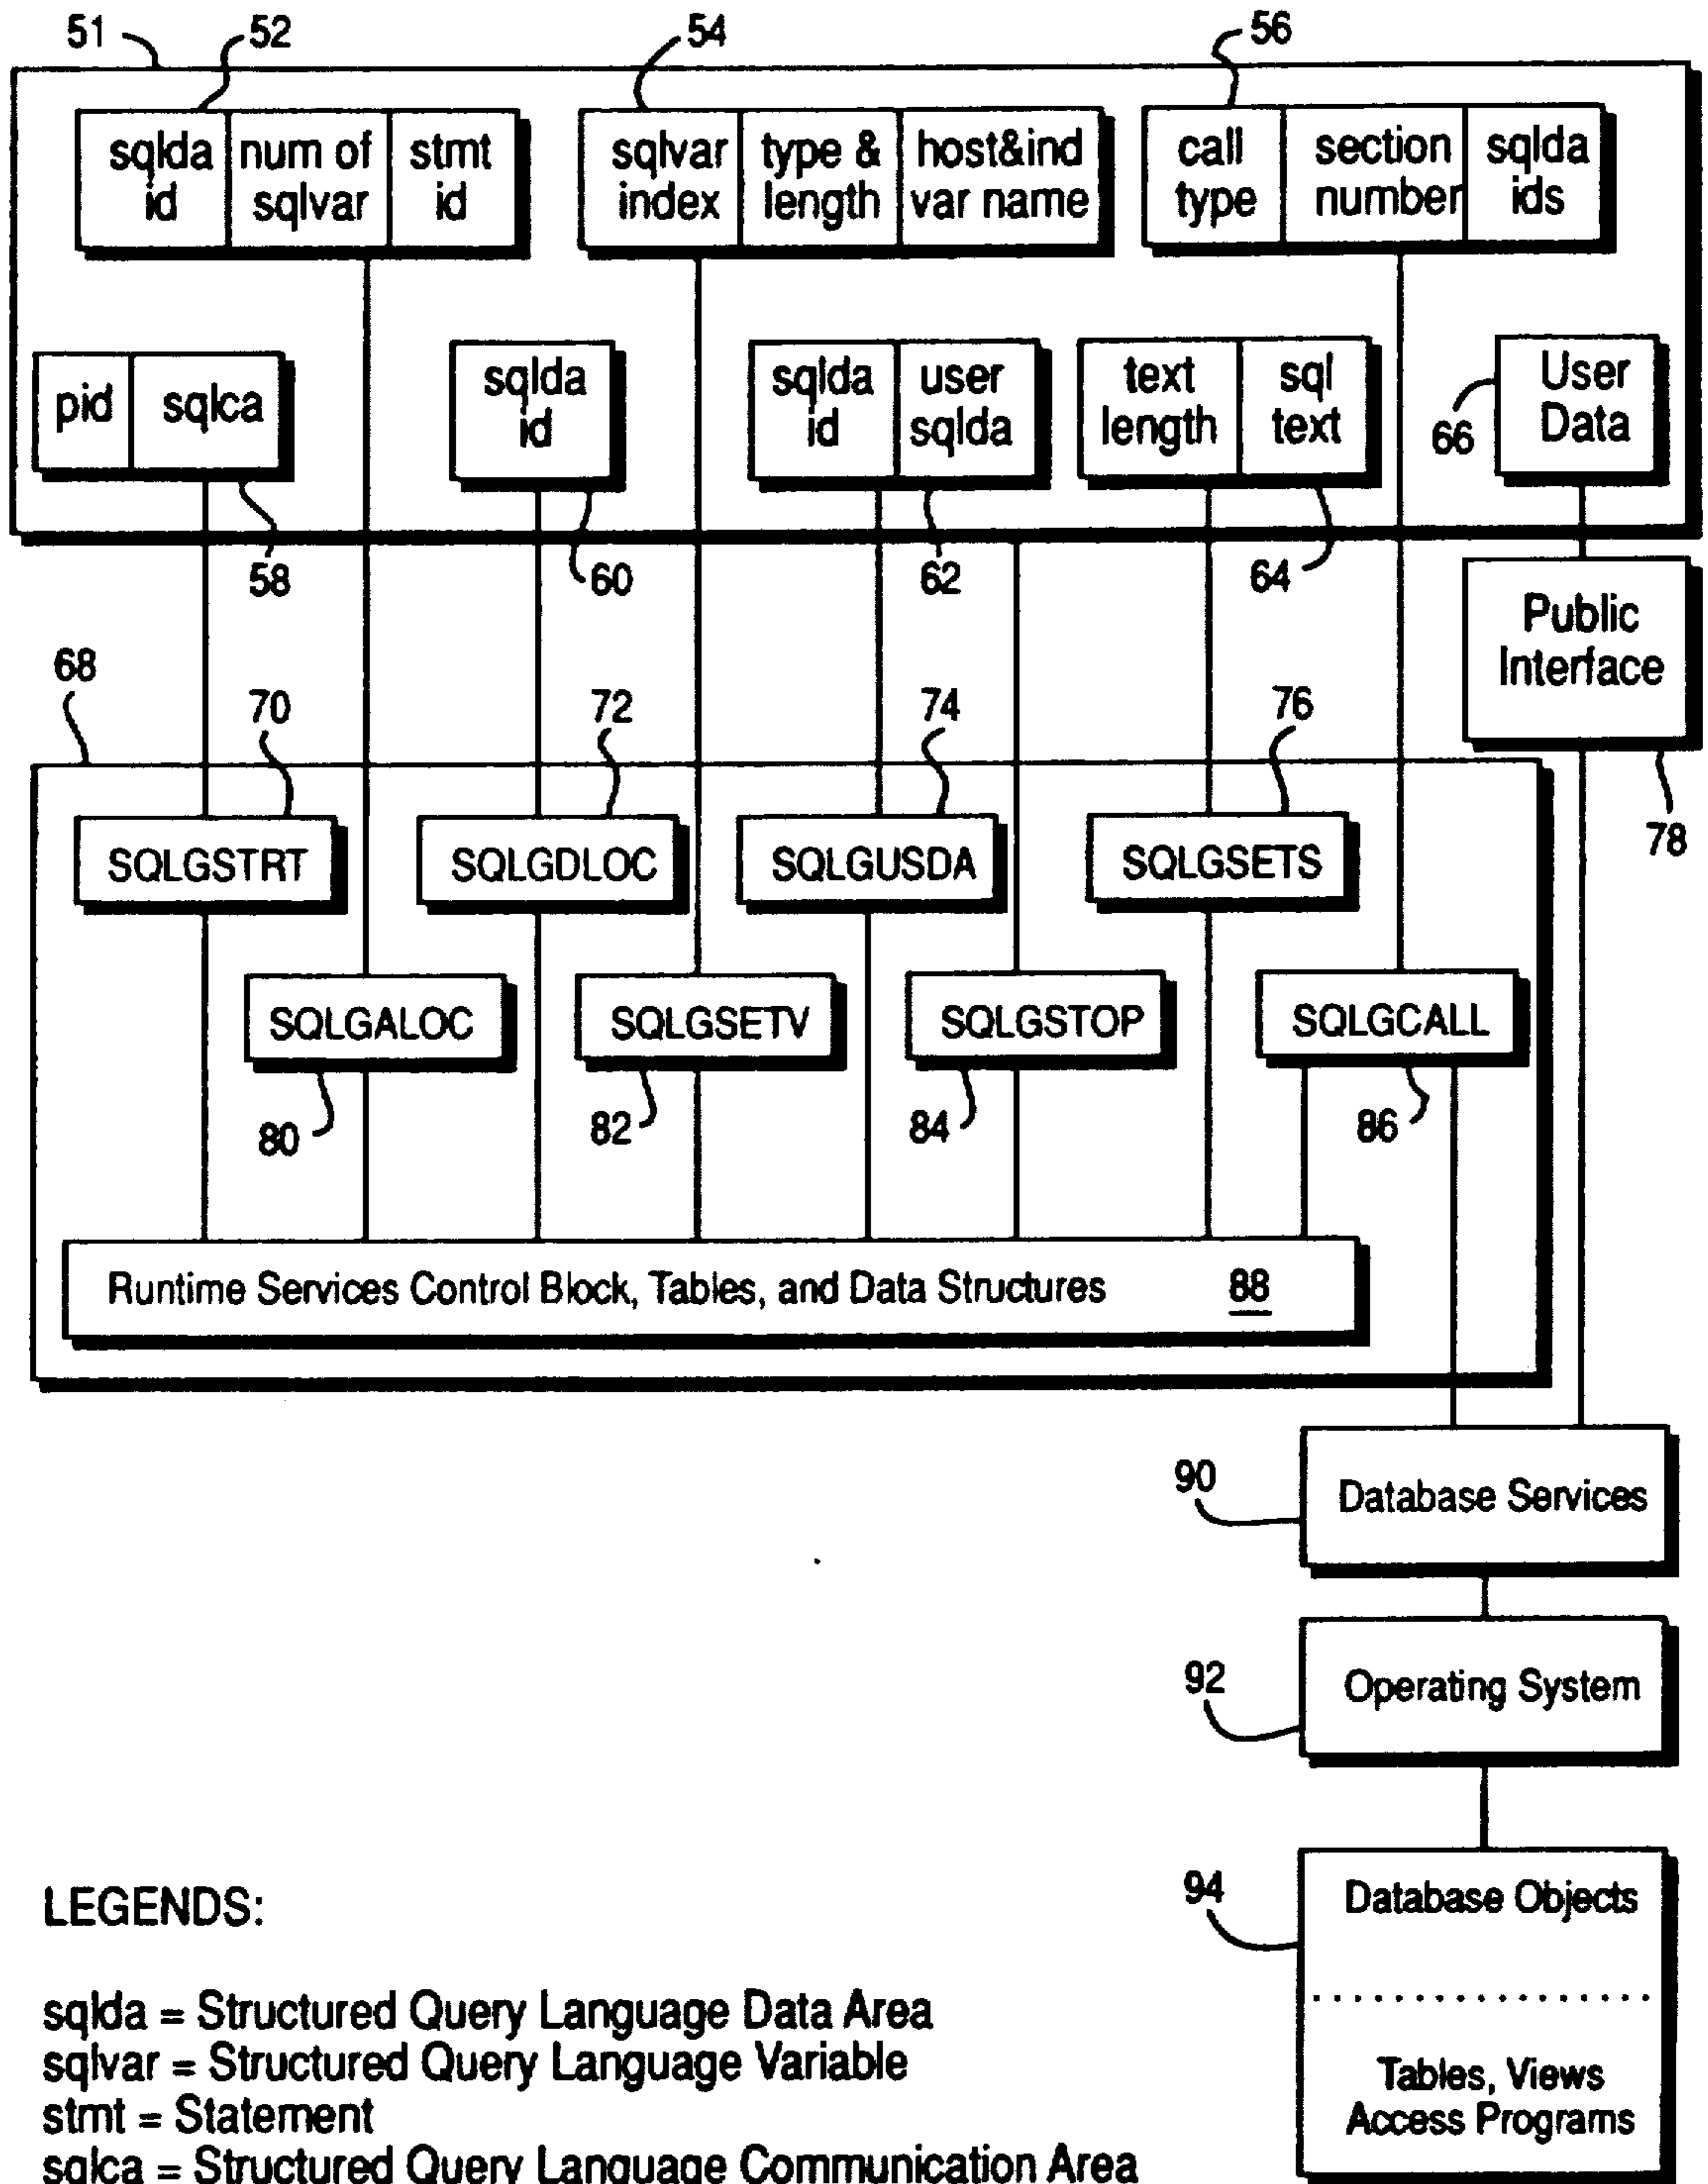 51
52
54
56
sqlda id
num of sqlvar
stmt id
sqlvar index
type & length
host&ind var name
call type
section number
sqlda ids
pid
sqlca
sqlda id
sqlda id
user sqlda
text length
sql text
66
User Data
58
60
62
64
Public Interface
78
68
70
72
74
76
SQLGSTRT
SQLGDLOC
SQLGUSDA
SQLGSETS
SQLGALOC
SQLGSETV
SQLGSTOP
SQLGCALL
80
82
84
86
Runtime Services Control Block, Tables, and Data Structures 88
90
Database Services
92
Operating System
94
Database Objects
Tables, Views
Access Programs
LEGENDS:
sqlda = Structured Query Language Data Area
sqlvar = Structured Query Language Variable
stmt = Statement
sqlca = Structured Query Language Communication Area